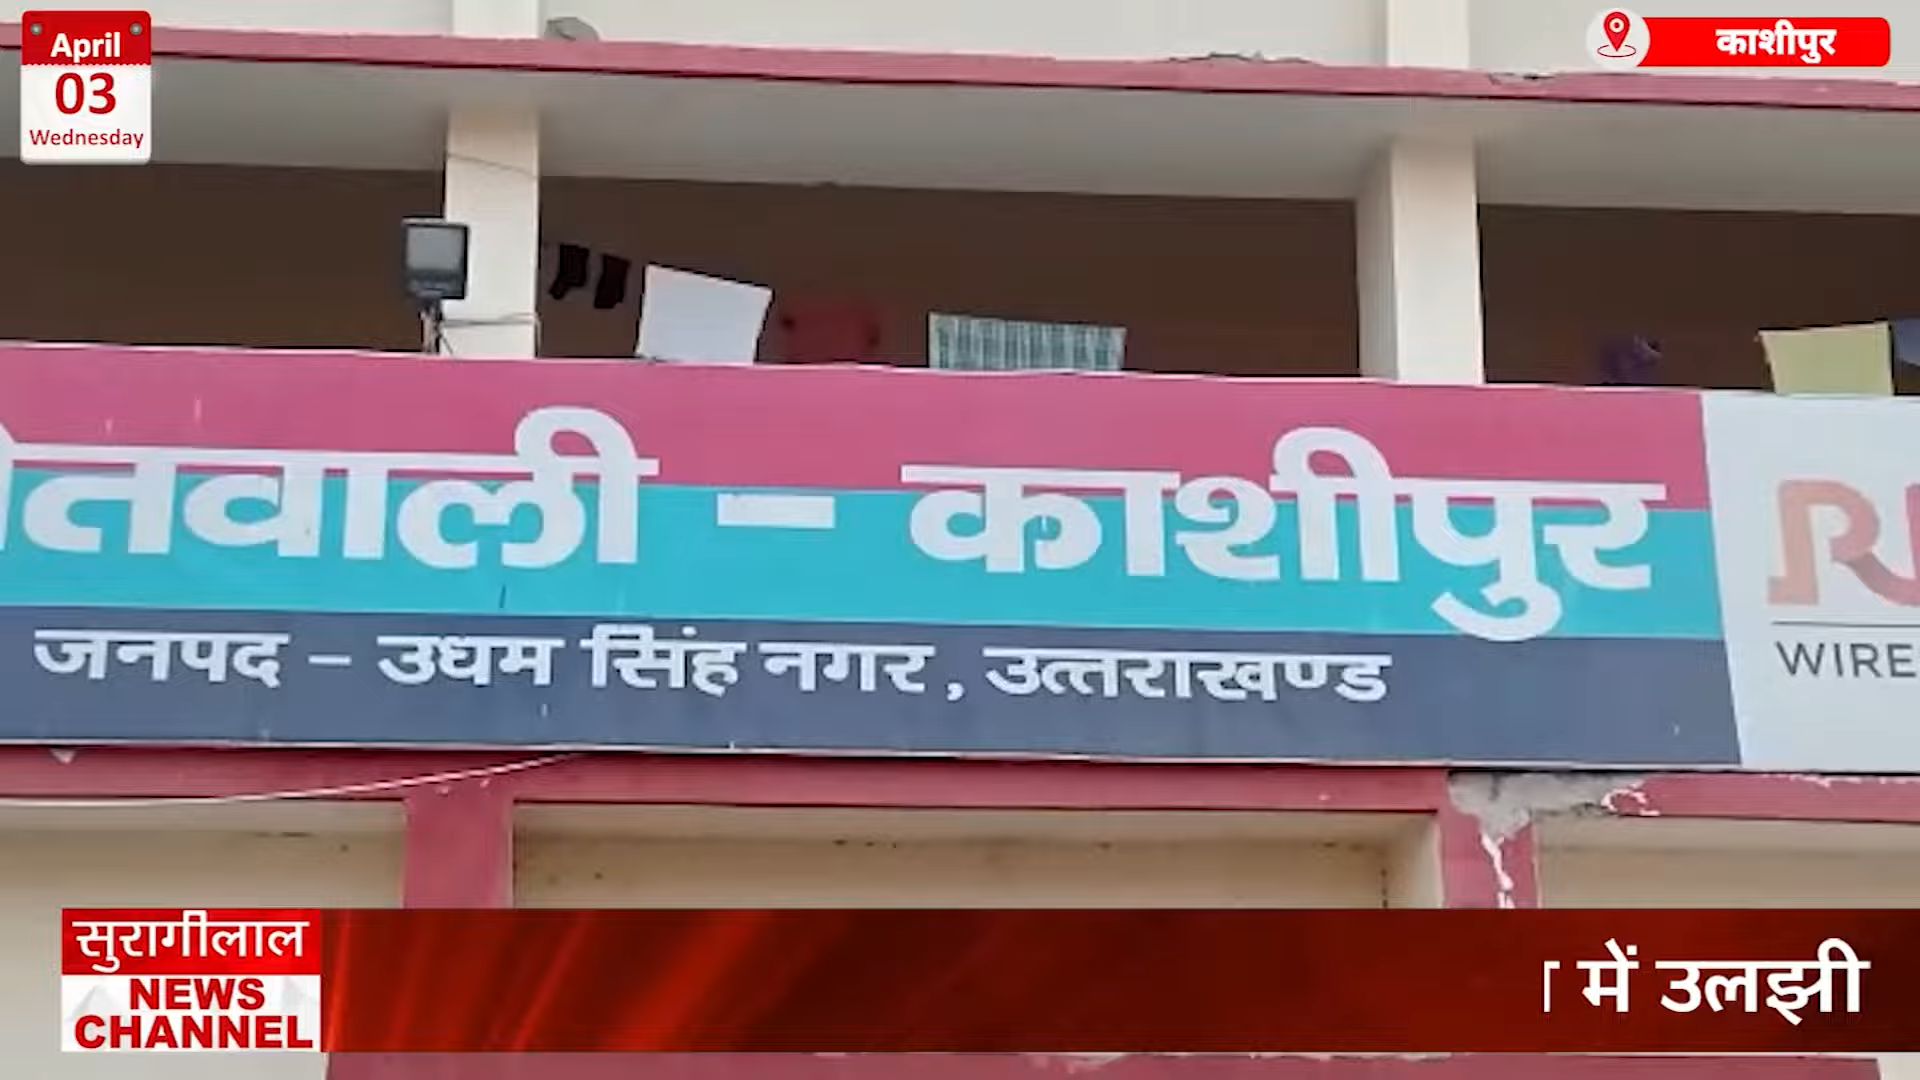 April
03
Wednesday
काशीपुर
कोतवाली - काशीपुर
जनपद - उधम सिंह नगर, उत्तराखण्ड
WIRE
सुरागीलाल
NEWS
CHANNEL
में उलझी